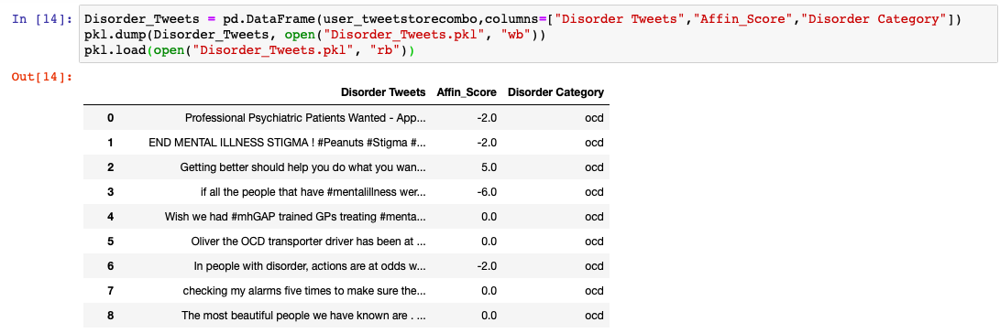 In [14]: Disorder_Tweets = pd.DataFrame(user_tweetstorecombo,columns=["Disorder Tweets","Affin_Score","Disorder Category"])
pkl.dump(Disorder_Tweets, open("Disorder_Tweets.pkl", "wb"))
pkl.load(open("Disorder_Tweets.pkl", "rb"))
Out[14]:
Disorder Tweets Affin_Score Disorder Category
0 Professional Psychiatric Patients Wanted - App... -2.0 ocd
1 END MENTAL ILLNESS STIGMA ! #Peanuts #Stigma #... -2.0 ocd
2 Getting better should help you do what you wan... 5.0 ocd
3 if all the people that have #mentalillness wer... -6.0 ocd
4 Wish we had #mhGAP trained GPs treating #menta... 0.0 ocd
5 Oliver the OCD transporter driver has been at ... 0.0 ocd
6 In people with disorder, actions are at odds w... -2.0 ocd
7 checking my alarms five times to make sure the... 0.0 ocd
8 The most beautiful people we have known are . ... 0.0 ocd